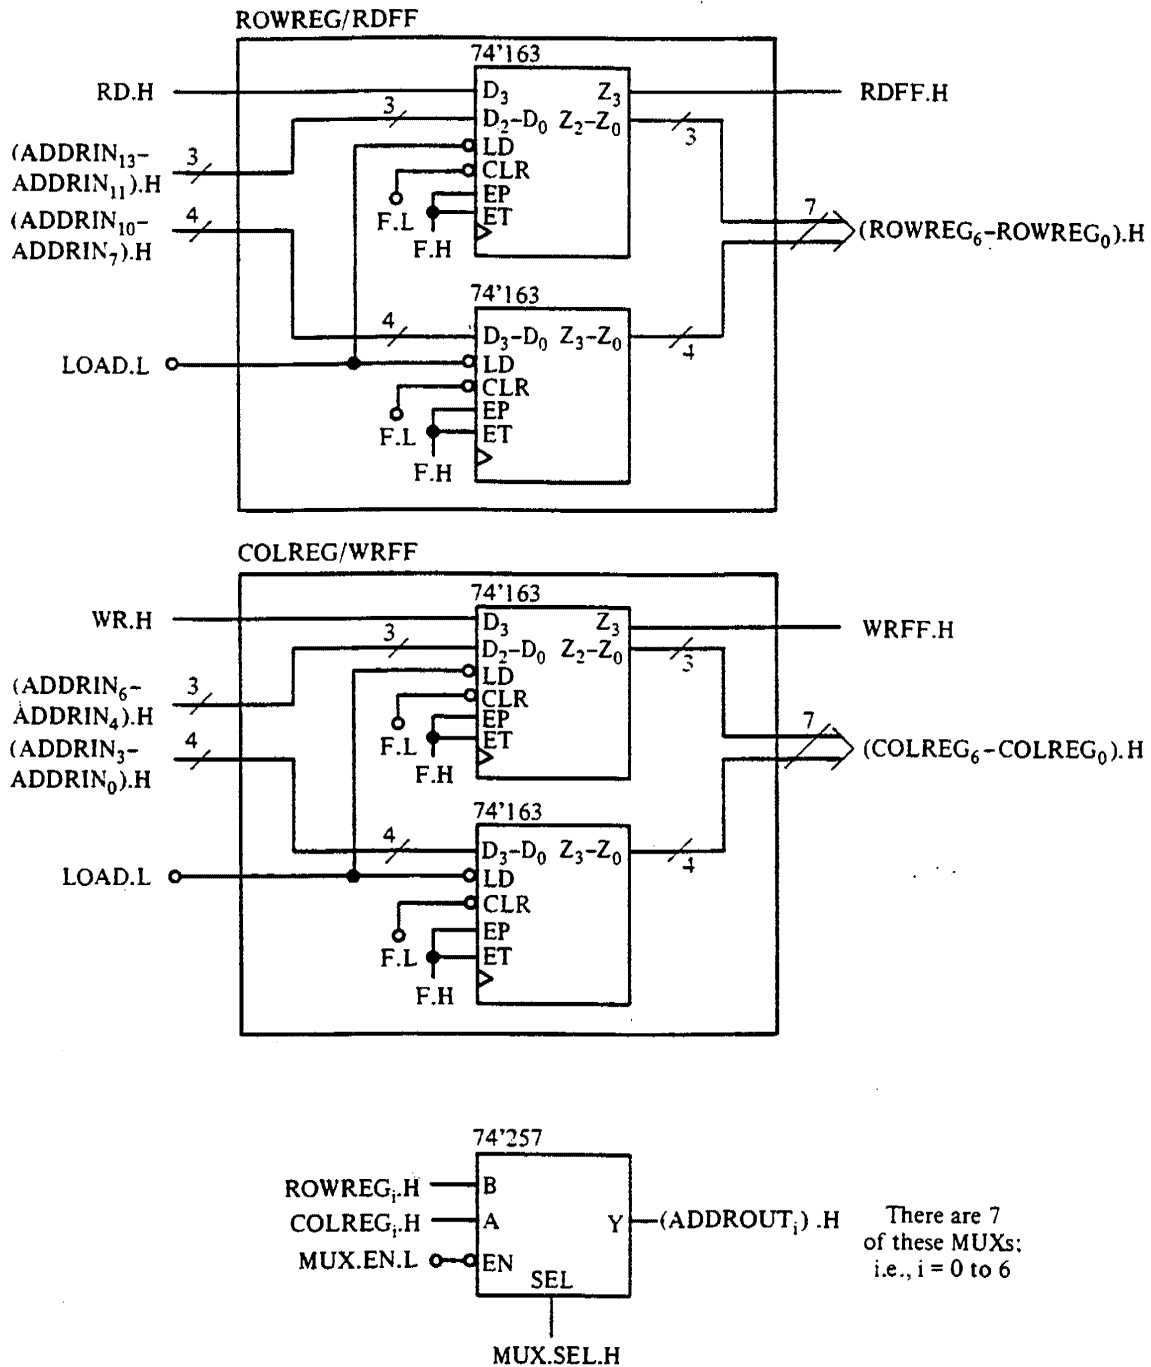 ROWREG/RDFF
74'163
RD.H
D₃
Z₃
RDFF.H
3
D₂–D₀
Z₂–Z₀
3
(ADDRIN₁₃–
ADDRIN₁₁).H
3
LD
CLR
EP
ET
F.L
F.H
(ADDRIN₁₀–
ADDRIN₇).H
4
7
(ROWREG₆–ROWREG₀).H
74'163
4
D₃–D₀
Z₃–Z₀
4
LOAD.L
LD
CLR
EP
ET
F.L
F.H
COLREG/WRFF
74'163
WR.H
D₃
Z₃
WRFF.H
3
D₂–D₀
Z₂–Z₀
3
(ADDRIN₆–
ADDRIN₄).H
3
LD
CLR
EP
ET
F.L
F.H
(ADDRIN₃–
ADDRIN₀).H
4
7
(COLREG₆–COLREG₀).H
74'163
4
D₃–D₀
Z₃–Z₀
4
LOAD.L
LD
CLR
EP
ET
F.L
F.H
74'257
ROWREGᵢ.H
B
COLREGᵢ.H
A
Y
(ADDROUTᵢ) .H
MUX.EN.L
EN
SEL
MUX.SEL.H
There are 7
of these MUXs;
i.e., i = 0 to 6